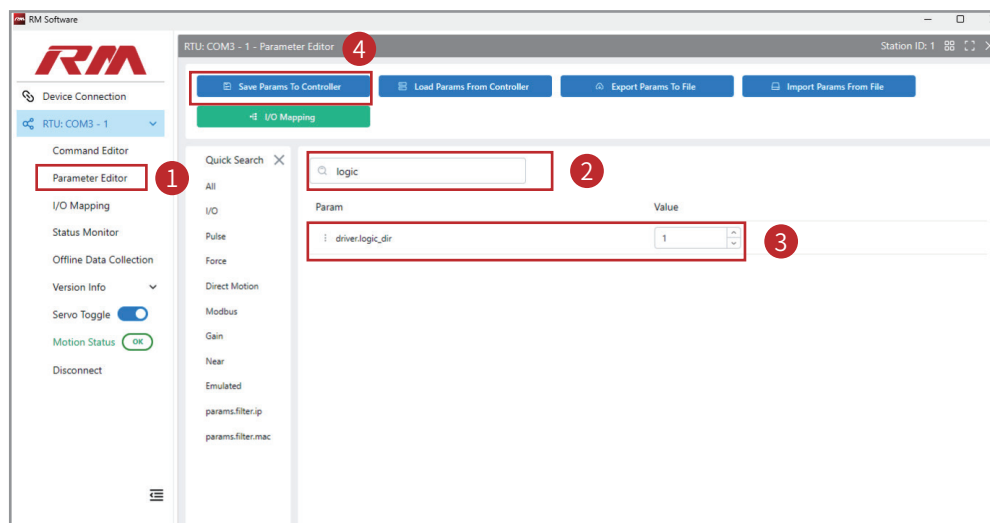 RM RM Software
RTU: COM3 - 1 - Parameter Editor
4
Station ID: 1
RM
Device Connection
RTU: COM3 - 1
Command Editor
Parameter Editor
1
I/O Mapping
Status Monitor
Offline Data Collection
Version Info
Servo Toggle
Motion Status OK
Disconnect
Save Params To Controller
Load Params From Controller
Export Params To File
Import Params From File
I/O Mapping
Quick Search
All
I/O
Pulse
Force
Direct Motion
Modbus
Gain
Near
Emulated
params.filter.ip
params.filter.mac
logic
2
Param Value
driver.logic_dir 1
3